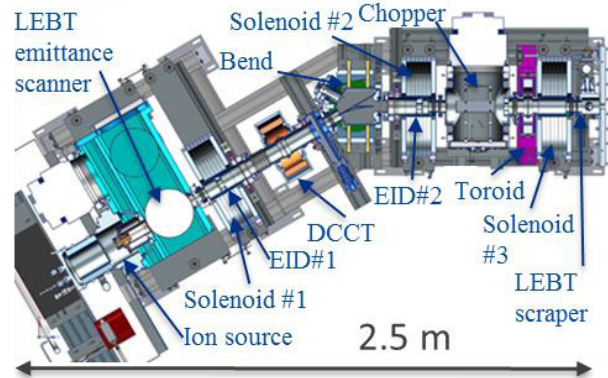 LEBT
emittance
scanner
Solenoid #2
Chopper
Bend
EID#2
Toroid
Solenoid
#3
DCCT
EID#1
Solenoid #1
Ion source
LEBT
scraper
2.5 m